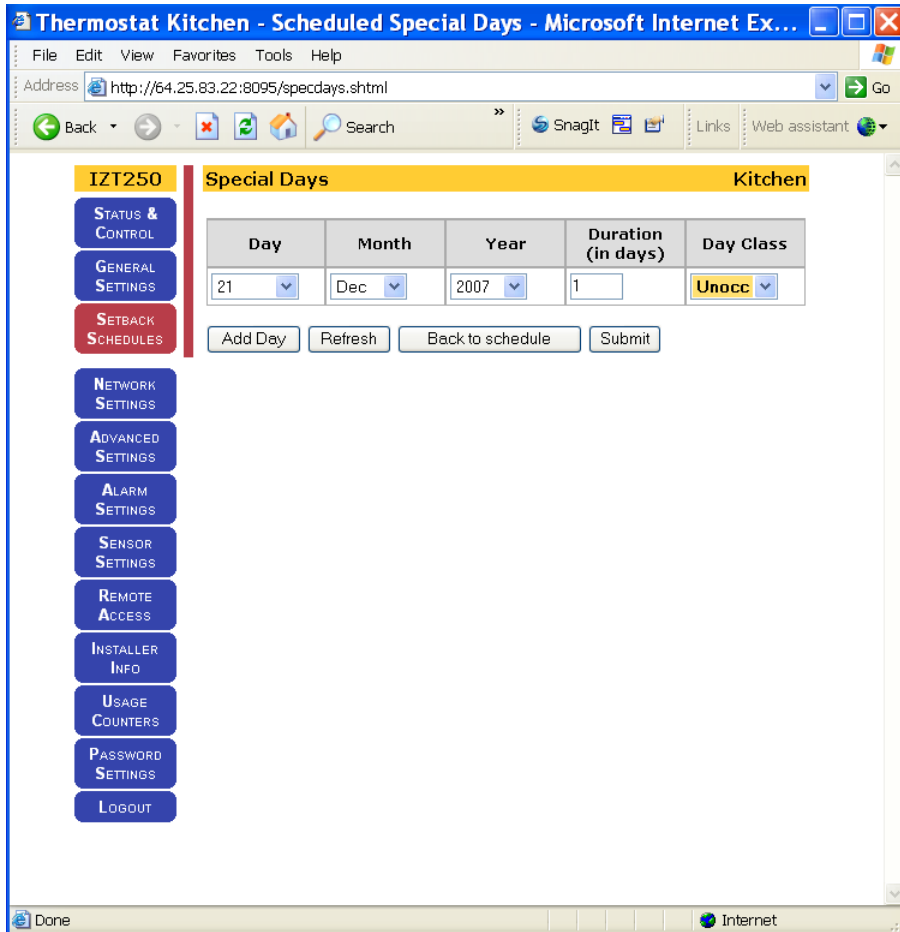 Thermostat Kitchen - Scheduled Special Days - Microsoft Internet Ex...
File Edit View Favorites Tools Help
Address http://64.25.83.22:8095/specdays.shtml Go
Back Search » SnagIt Links Web assistant
IZT250 Special Days Kitchen
STATUS &
CONTROL
GENERAL
SETTINGS
SETBACK
SCHEDULES
Day Month Year Duration (in days) Day Class
21 Dec 2007 1 Unocc
Add Day Refresh Back to schedule Submit
NETWORK
SETTINGS
ADVANCED
SETTINGS
ALARM
SETTINGS
SENSOR
SETTINGS
REMOTE
ACCESS
INSTALLER
INFO
USAGE
COUNTERS
PASSWORD
SETTINGS
LOGOUT
Done Internet